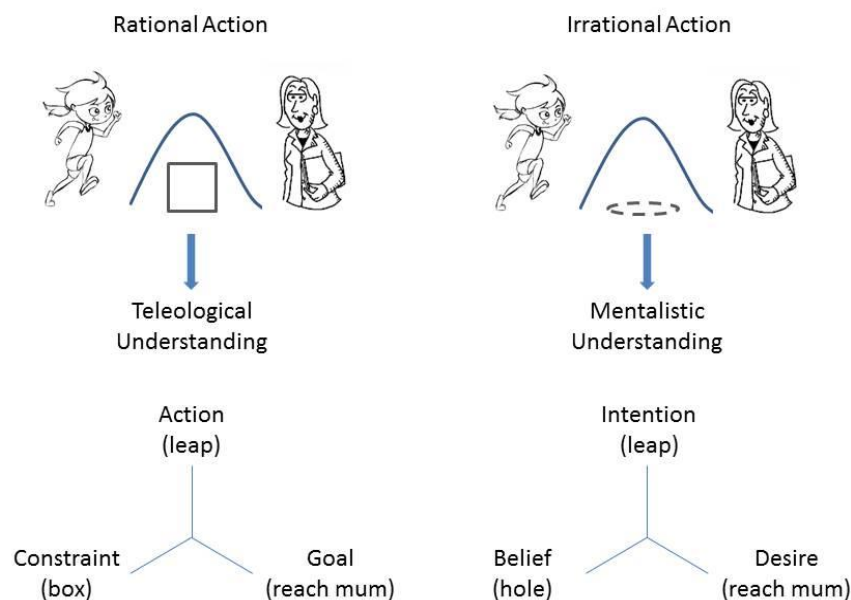 Rational Action
Irrational Action
Teleological
Understanding
Mentalistic
Understanding
Action
(leap)
Intention
(leap)
Constraint
(box)
Goal
(reach mum)
Belief
(hole)
Desire
(reach mum)